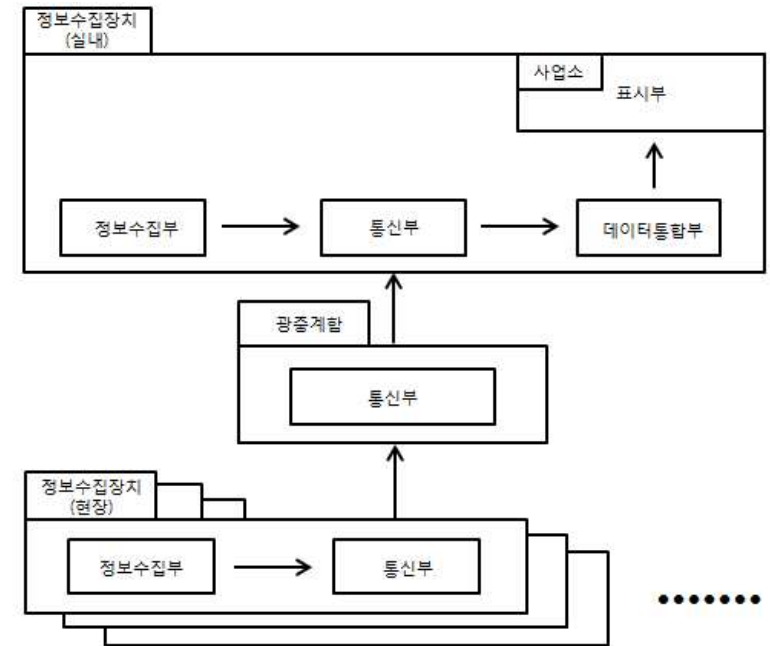 정보수집장치
(실내)
사업소
표시부
정보수집부
통신부
데이터통합부
광중계함
통신부
정보수집장치
(현장)
정보수집부
통신부